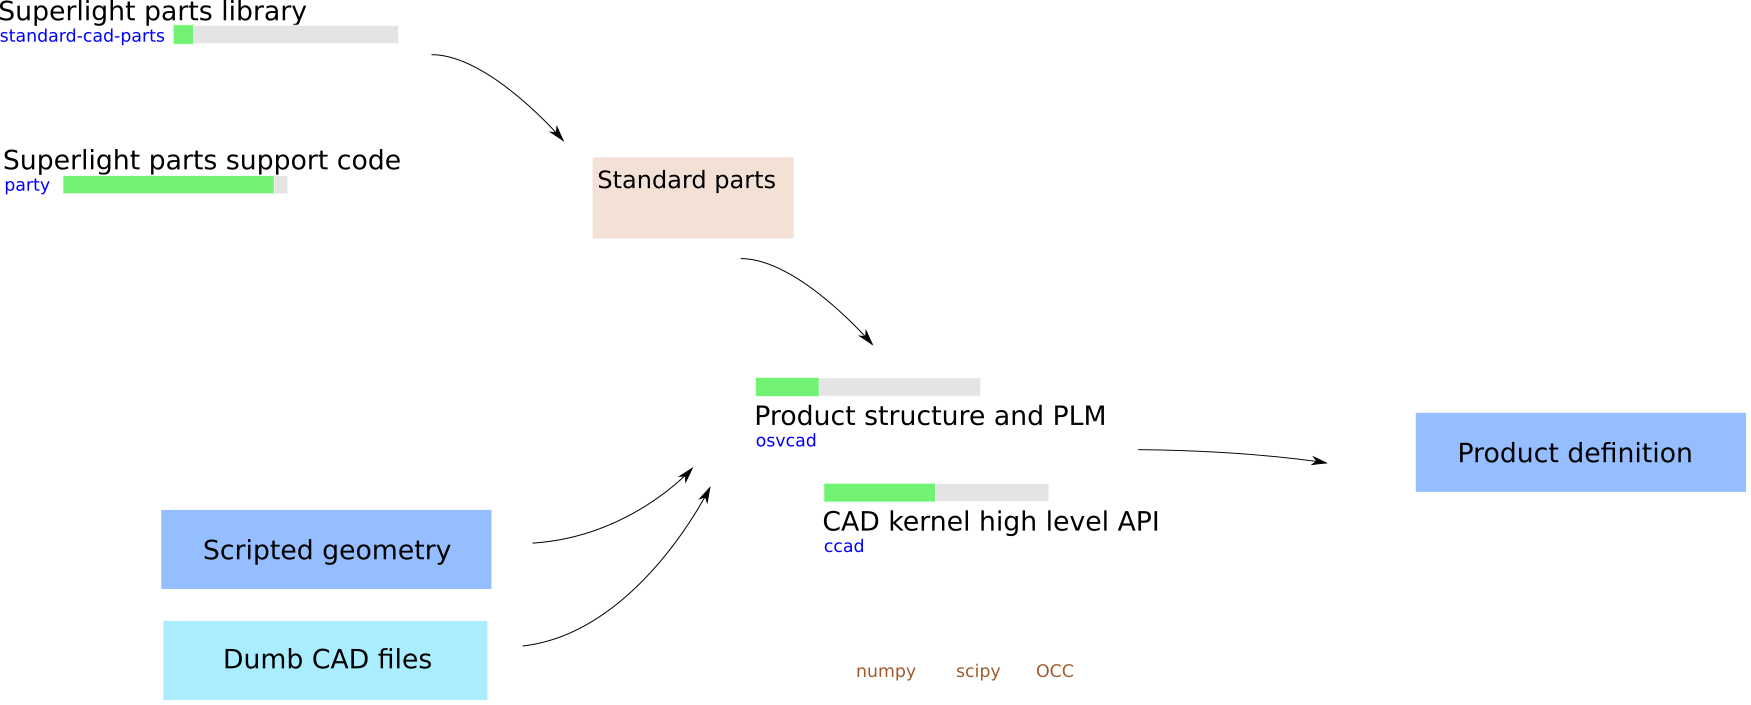 Superlight parts library
standard-cad-parts
Superlight parts support code
party
Standard parts
Product structure and PLM
osvcad
Product definition
CAD kernel high level API
ccad
Scripted geometry
Dumb CAD files
numpy scipy OCC